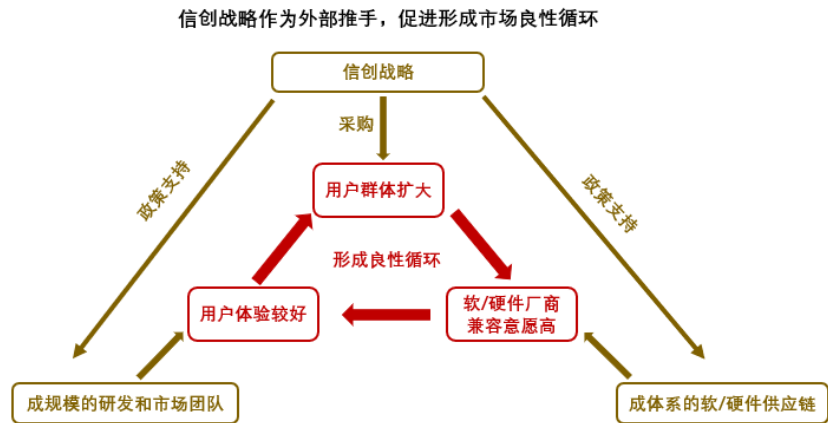 信创战略作为外部推手，促进形成市场良性循环
信创战略
采购
政策支持
政策支持
用户群体扩大
形成良性循环
用户体验较好
软/硬件厂商
兼容意愿高
成规模的研发和市场团队
成体系的软/硬件供应链